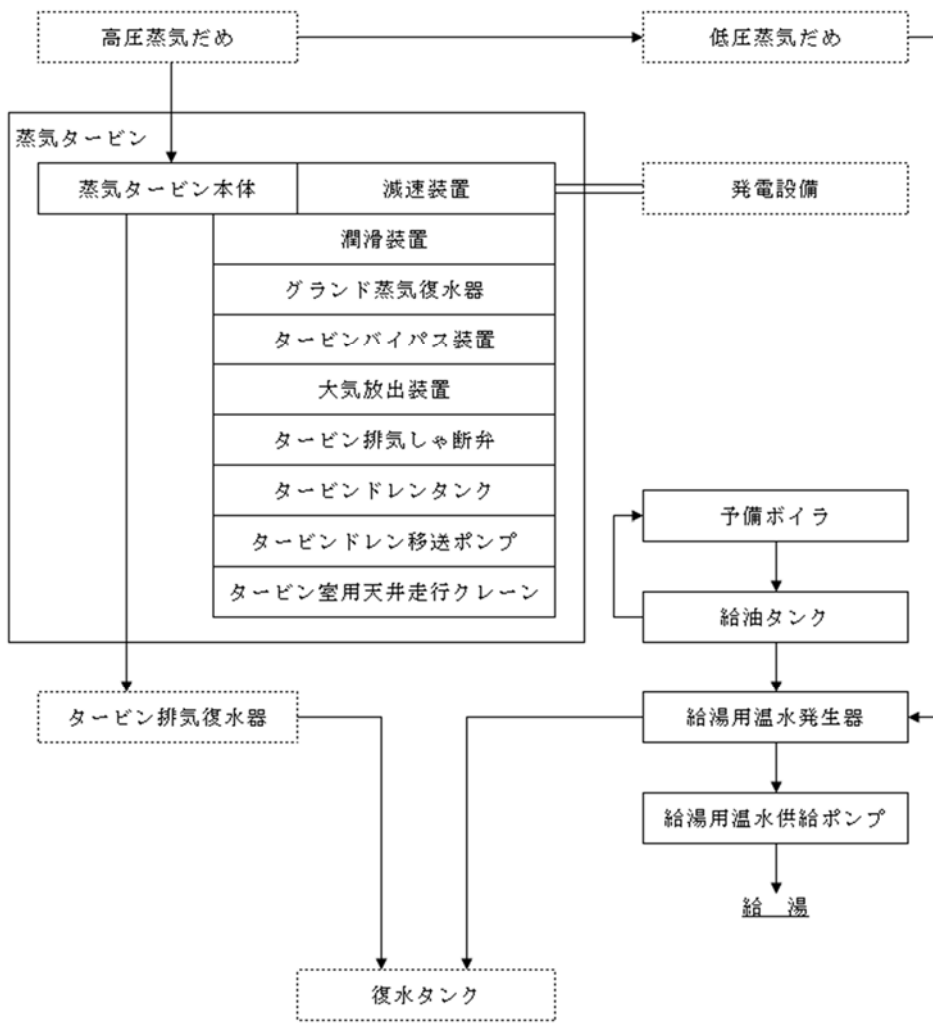 高圧蒸気だめ
低圧蒸気だめ
蒸気タービン
蒸気タービン本体
減速装置
発電設備
潤滑装置
グランド蒸気復水器
タービンバイパス装置
大気放出装置
タービン排気しゃ断弁
タービンドレンタンク
タービンドレン移送ポンプ
タービン室用天井走行クレーン
予備ボイラ
給油タンク
タービン排気復水器
給湯用温水発生器
給湯用温水供給ポンプ
給　湯
復水タンク